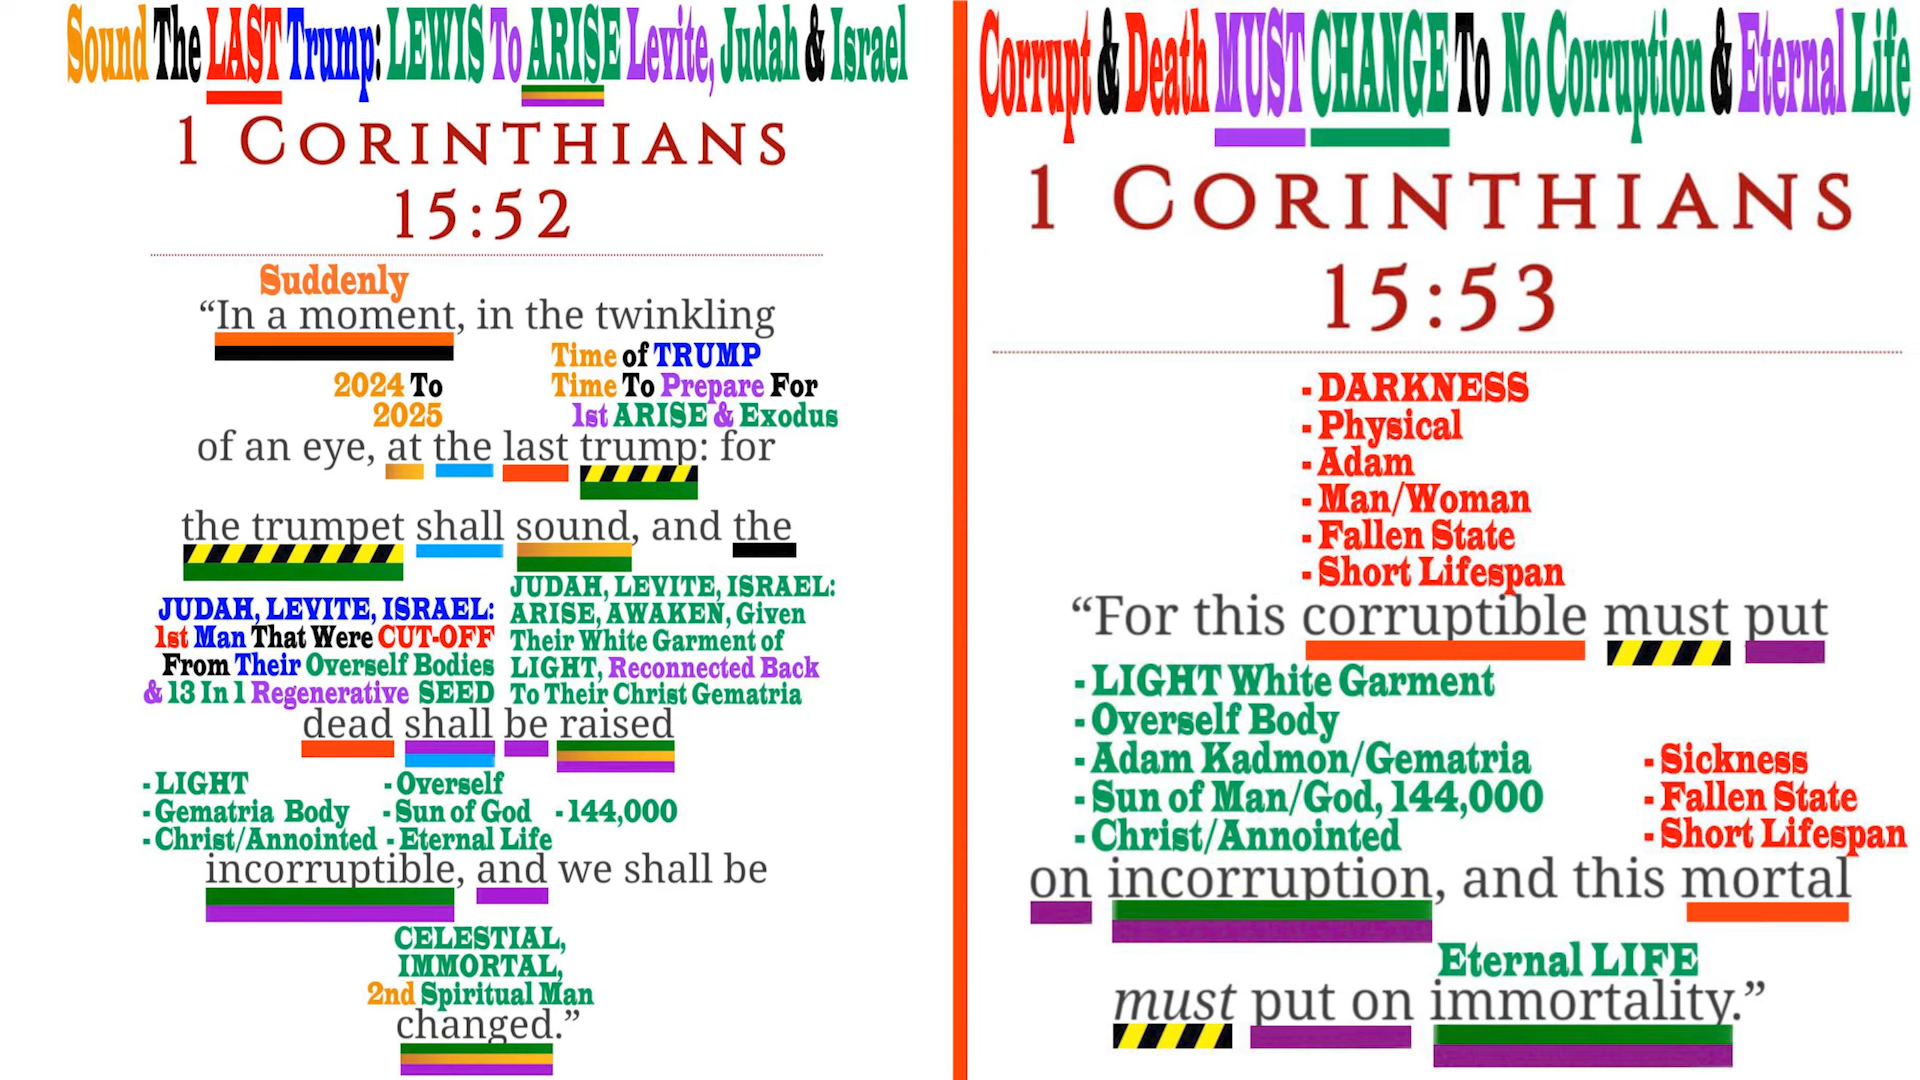 Sound The LAST Trump: LEWIS To ARISE Levite, Judah & Israel
1 CORINTHIANS
15:52
Suddenly
“In a moment, in the twinkling
Time of TRUMP
2024 To
2025
Time To Prepare For
1st ARISE & Exodus
of an eye, at the last trump: for
the trumpet shall sound, and the
JUDAH, LEVITE, ISRAEL:
1st Man That Were CUT-OFF
From Their Overself Bodies
& 13 In 1 Regenerative SEED
JUDAH, LEVITE, ISRAEL:
ARISE, AWAKEN, Given
Their White Garment of
LIGHT, Reconnected Back
To Their Christ Gematria
dead shall be raised
- LIGHT
- Gematria Body
- Christ/Annointed
- Overself
- Sun of God
- Eternal Life
- 144,000
incorruptible, and we shall be
CELESTIAL,
IMMORTAL,
2nd Spiritual Man
changed.”
Corrupt & Death MUST CHANGE To No Corruption & Eternal Life
1 CORINTHIANS
15:53
- DARKNESS
- Physical
- Adam
- Man/Woman
- Fallen State
- Short Lifespan
“For this corruptible must put
- LIGHT White Garment
- Overself Body
- Adam Kadmon/Gematria
- Sun of Man/God, 144,000
- Christ/Annointed
- Sickness
- Fallen State
- Short Lifespan
on incorruption, and this mortal
Eternal LIFE
must put on immortality.”